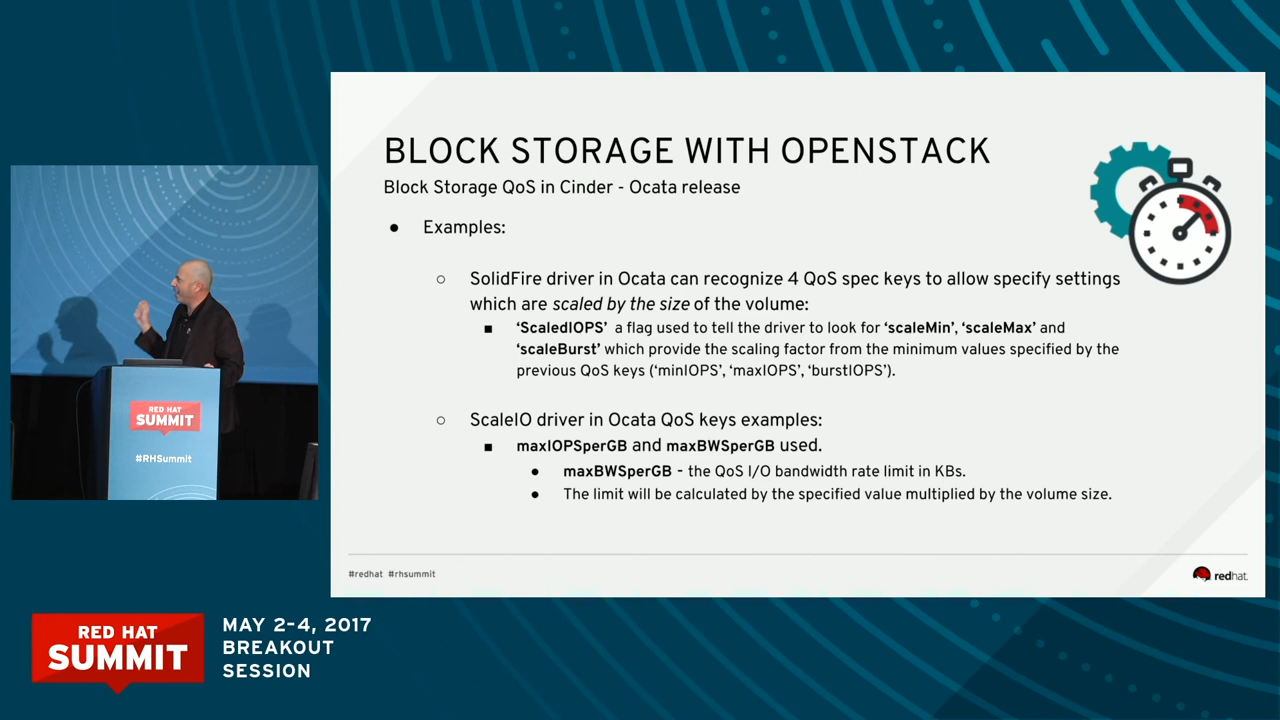 BLOCK STORAGE WITH OPENSTACK
Block Storage QoS in Cinder - Ocata release
● Examples:
○ SolidFire driver in Ocata can recognize 4 QoS spec keys to allow specify settings
which are scaled by the size of the volume:
■ ‘ScaledIOPS’ a flag used to tell the driver to look for ‘scaleMin’, ‘scaleMax’ and
‘scaleBurst’ which provide the scaling factor from the minimum values specified by the
previous QoS keys (‘minIOPS’, ‘maxIOPS’, ‘burstIOPS’).
○ ScaleIO driver in Ocata QoS keys examples:
■ maxIOPSperGB and maxBWSperGB used.
● maxBWSperGB - the QoS I/O bandwidth rate limit in KBs.
● The limit will be calculated by the specified value multiplied by the volume size.
#redhat #rhsummit
redhat.
RED HAT
SUMMIT
#RHSummit
RED HAT
SUMMIT
MAY 2–4, 2017
BREAKOUT
SESSION